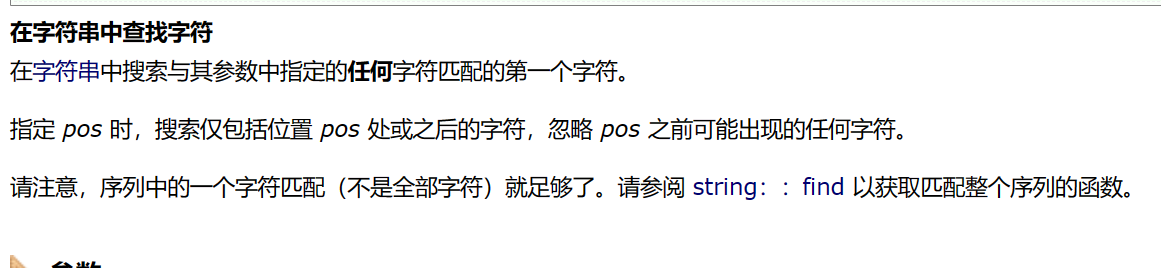 在字符串中查找字符
在字符串中搜索与其参数中指定的任何字符匹配的第一个字符。
指定 pos 时，搜索仅包括位置 pos 处或之后的字符，忽略 pos 之前可能出现的任何字符。
请注意，序列中的一个字符匹配（不是全部字符）就足够了。请参阅 string：：find 以获取匹配整个序列的函数。
参数